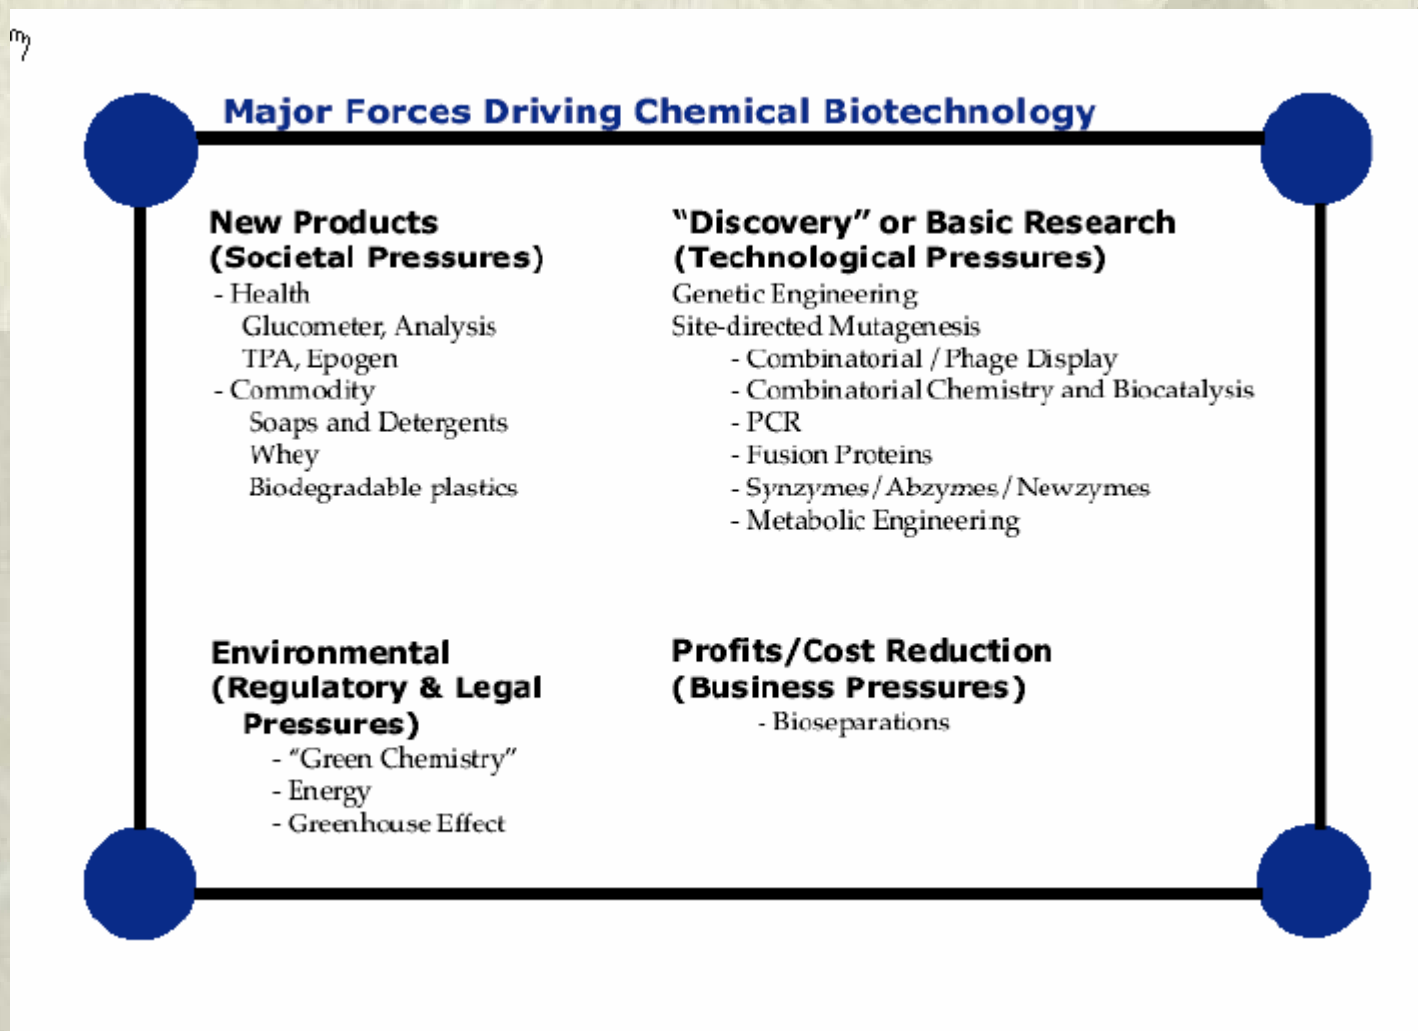 Major Forces Driving Chemical Biotechnology
New Products
(Societal Pressures)
- Health
Glucometer, Analysis
TPA, Epogen
- Commodity
Soaps and Detergents
Whey
Biodegradable plastics
“Discovery” or Basic Research
(Technological Pressures)
Genetic Engineering
Site-directed Mutagenesis
- Combinatorial / Phage Display
- Combinatorial Chemistry and Biocatalysis
- PCR
- Fusion Proteins
- Synzymes/Abzymes/Newzymes
- Metabolic Engineering
Environmental
(Regulatory & Legal
Pressures)
- “Green Chemistry”
- Energy
- Greenhouse Effect
Profits/Cost Reduction
(Business Pressures)
- Bioseparations